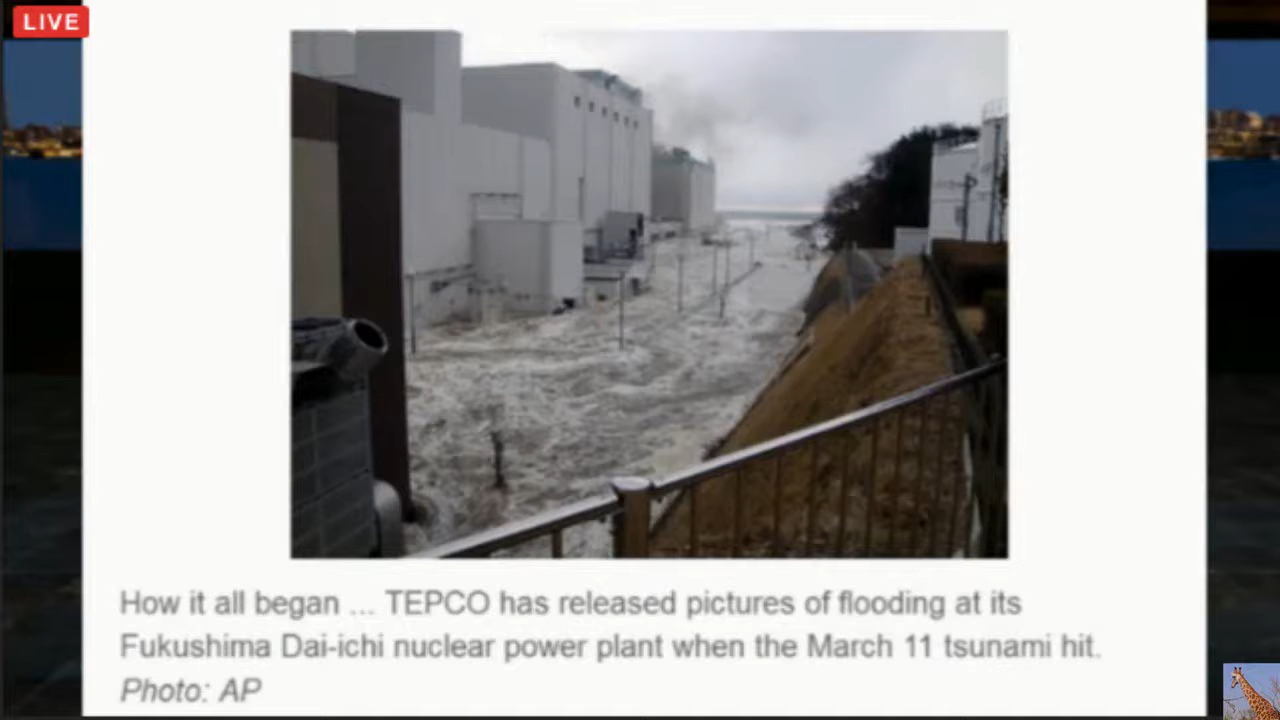 LIVE
How it all began ... TEPCO has released pictures of flooding at its
Fukushima Dai-ichi nuclear power plant when the March 11 tsunami hit.
Photo: AP